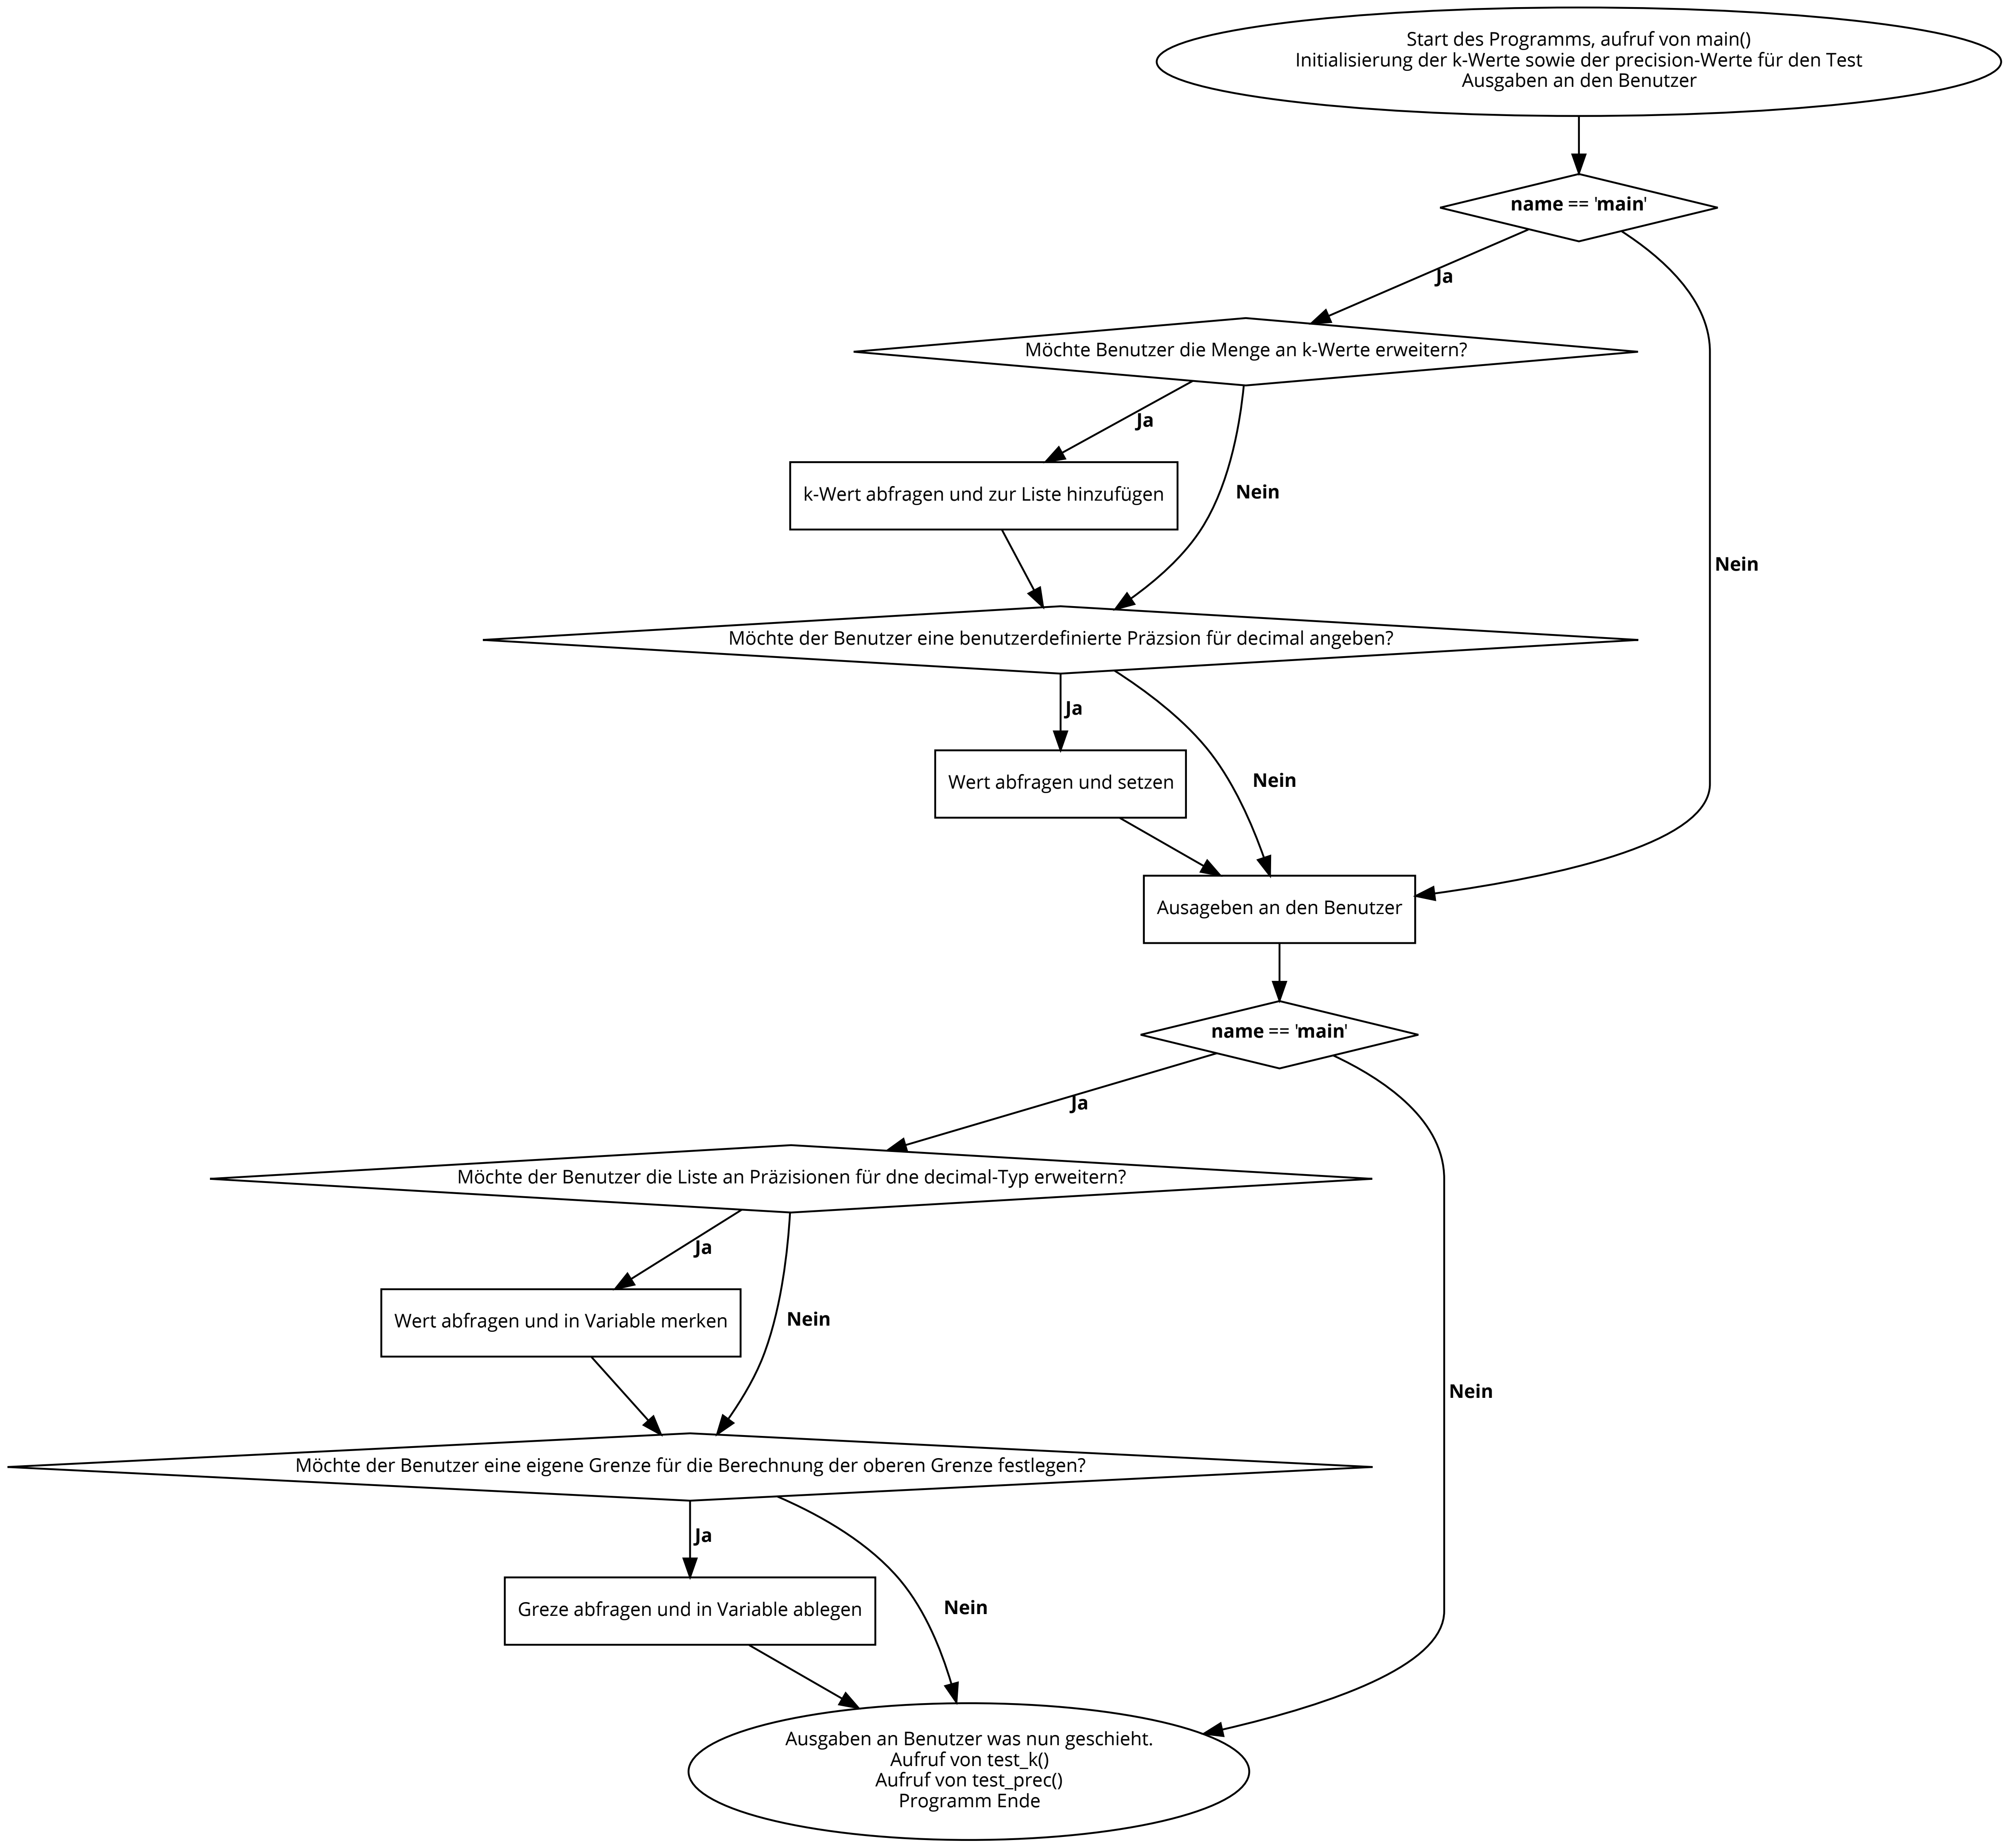 Start des Programms, aufruf von main()
Initialisierung der k-Werte sowie der precision-Werte für den Test
Ausgaben an den Benutzer
name == 'main'
Ja
Möchte Benutzer die Menge an k-Werte erweitern?
Ja
k-Wert abfragen und zur Liste hinzufügen
Nein
Nein
Möchte der Benutzer eine benutzerdefinierte Präzsion für decimal angeben?
Ja
Wert abfragen und setzen
Nein
Ausageben an den Benutzer
name == 'main'
Ja
Möchte der Benutzer die Liste an Präzisionen für dne decimal-Typ erweitern?
Ja
Wert abfragen und in Variable merken
Nein
Nein
Möchte der Benutzer eine eigene Grenze für die Berechnung der oberen Grenze festlegen?
Ja
Greze abfragen und in Variable ablegen
Nein
Ausgaben an Benutzer was nun geschieht.
Aufruf von test_k()
Aufruf von test_prec()
Programm Ende